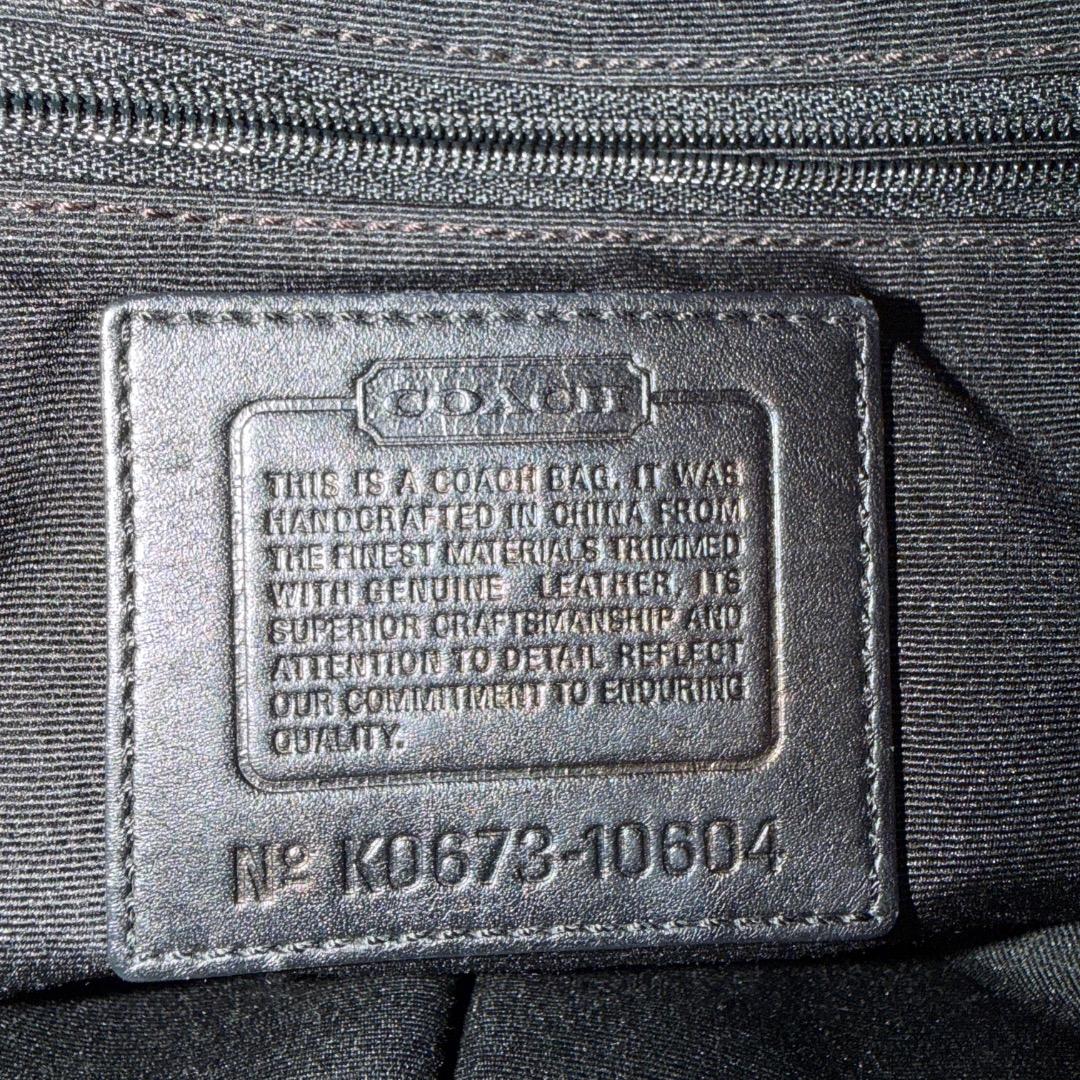 COACH
THIS IS A COACH BAG. IT WAS
HANDCRAFTED IN CHINA FROM
THE FINEST MATERIALS TRIMMED
WITH GENUINE LEATHER. ITS
SUPERIOR CRAFTSMANSHIP AND
ATTENTION TO DETAIL REFLECT
OUR COMMITMENT TO ENDURING
QUALITY.
Nº K0673-10604